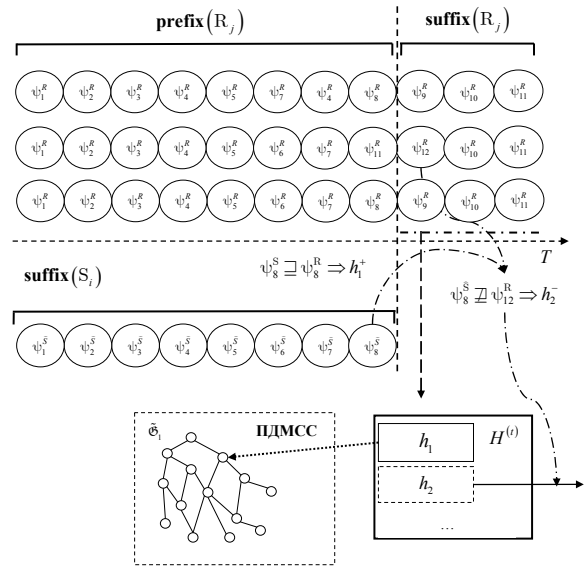 prefix(R_j) suffix(R_j)
ψ_1^R ψ_2^R ψ_3^R ψ_4^R ψ_5^R ψ_7^R ψ_4^R ψ_8^R ψ_9^R ψ_10^R ψ_11^R
ψ_1^R ψ_2^R ψ_3^R ψ_4^R ψ_5^R ψ_6^R ψ_7^R ψ_11^R ψ_12^R ψ_10^R ψ_11^R
ψ_1^R ψ_2^R ψ_3^R ψ_4^R ψ_5^R ψ_6^R ψ_7^R ψ_8^R ψ_9^R ψ_10^R ψ_11^R
T
suffix(S_i) ψ_8^S ⊒ ψ_8^R ⇒ h_1^+
ψ_8^S̄ ⋣ ψ_12^R ⇒ h_2^-
ψ_1^S̄ ψ_2^S̄ ψ_3^S̄ ψ_4^S̄ ψ_5^S̄ ψ_6^S̄ ψ_7^S̄ ψ_8^S̄
𝔊̃_1 ПДМСС h_1 H^(t)
h_2
...